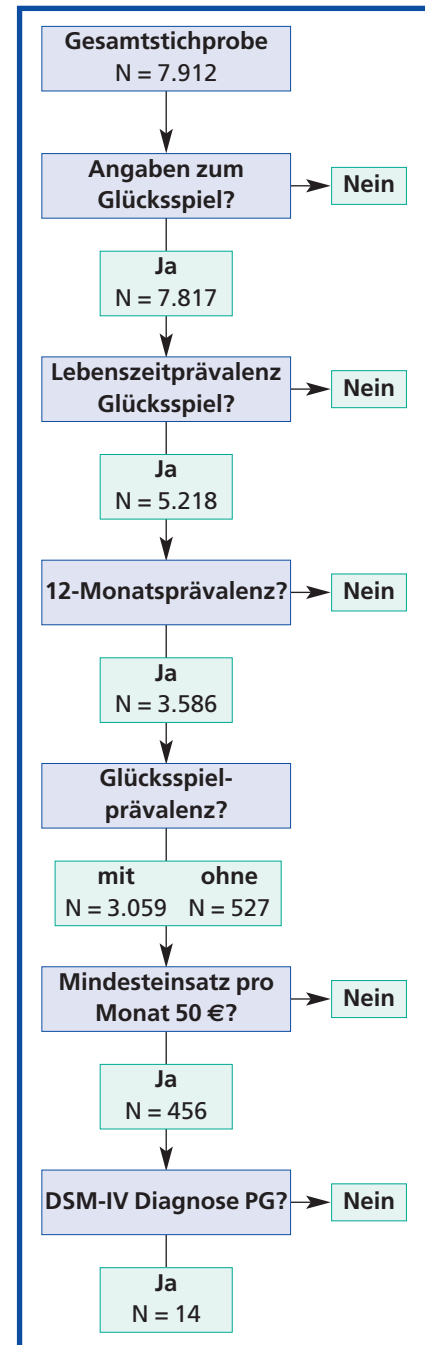 Gesamtstichprobe
N = 7.912
Angaben zum
Glücksspiel?
Nein
Ja
N = 7.817
Lebenszeitprävalenz
Glücksspiel?
Nein
Ja
N = 5.218
12-Monatsprävalenz?
Nein
Ja
N = 3.586
Glücksspiel-
prävalenz?
mit ohne
N = 3.059 N = 527
Mindesteinsatz pro
Monat 50 €?
Nein
Ja
N = 456
DSM-IV Diagnose PG?
Nein
Ja
N = 14